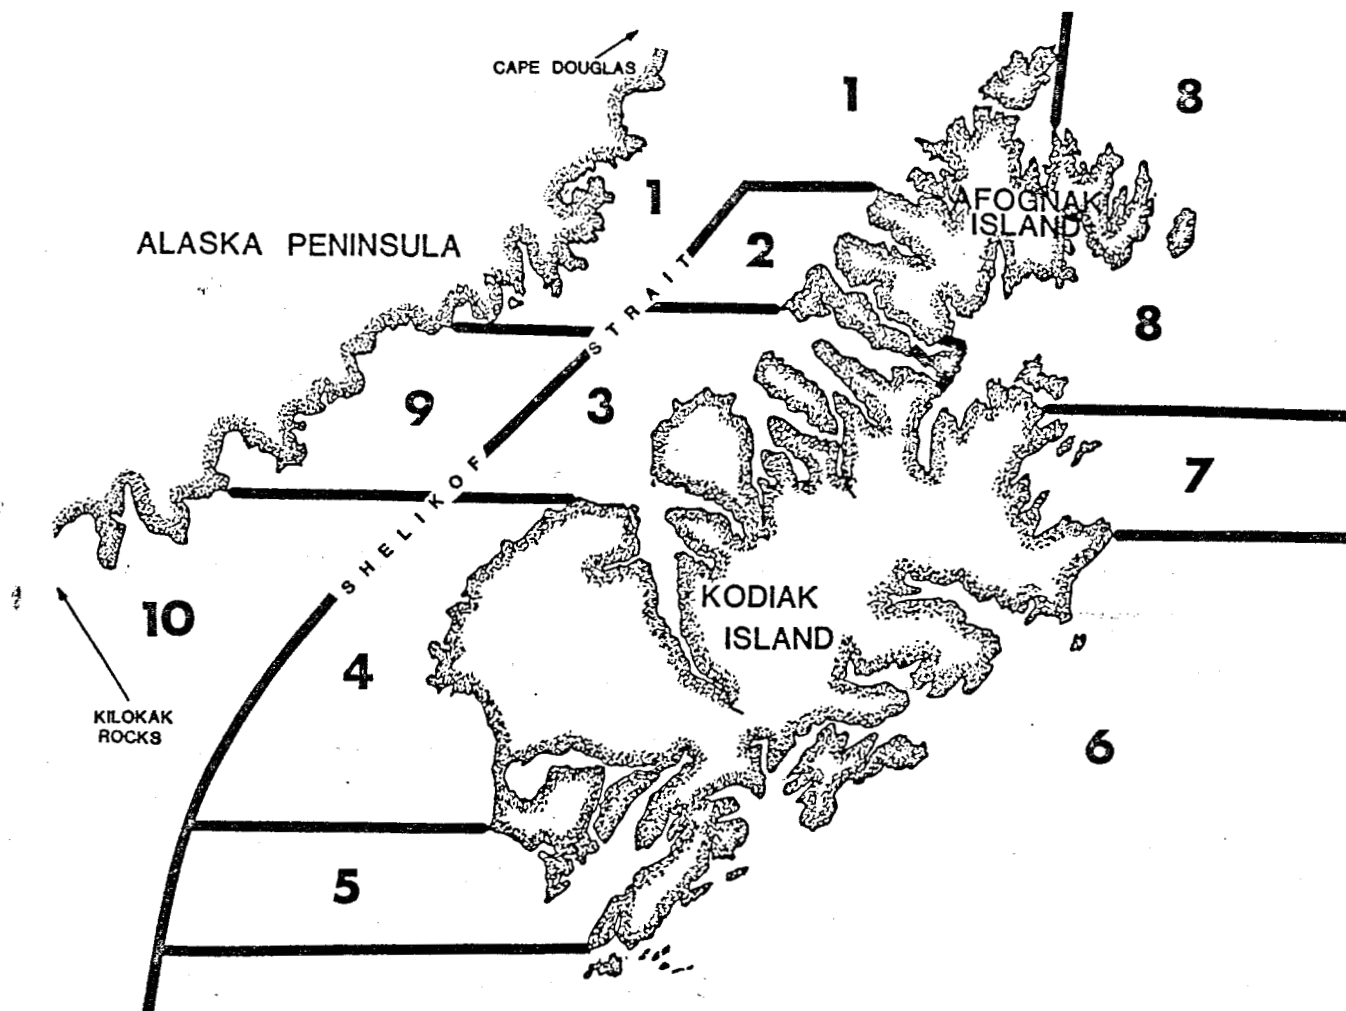 CAPE DOUGLAS
1
8
1
AFOGNAK
ISLAND
ALASKA PENINSULA
2
8
SHELIKOF STRAIT
9
3
7
10
KODIAK
ISLAND
4
KILOKAK
ROCKS
6
5